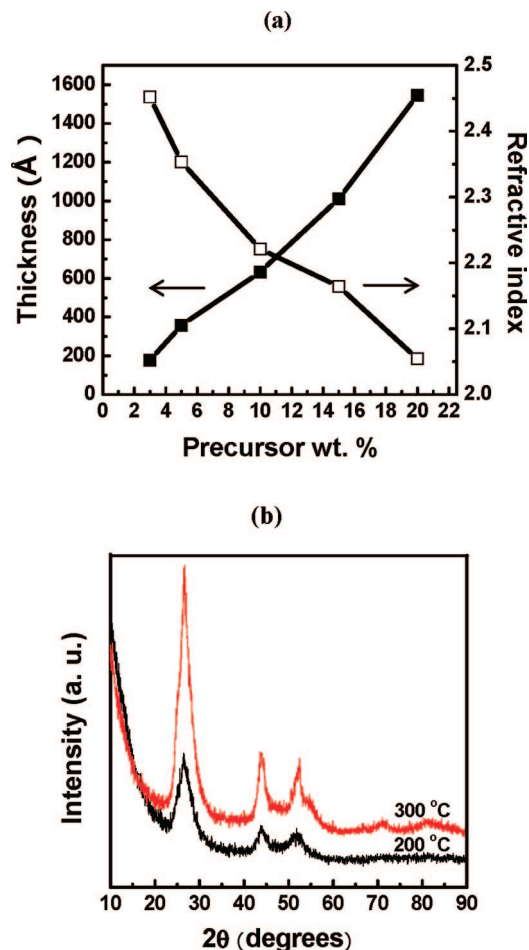 (a)
1600
1400
1200
1000
800
600
400
200
0
Thickness (Å)
2.5
2.4
2.3
2.2
2.1
2.0
Refractive index
0 2 4 6 8 10 12 14 16 18 20 22
Precursor wt. %
(b)
Intensity (a. u.)
300 °C
200 °C
10 20 30 40 50 60 70 80 90
2θ (degrees)